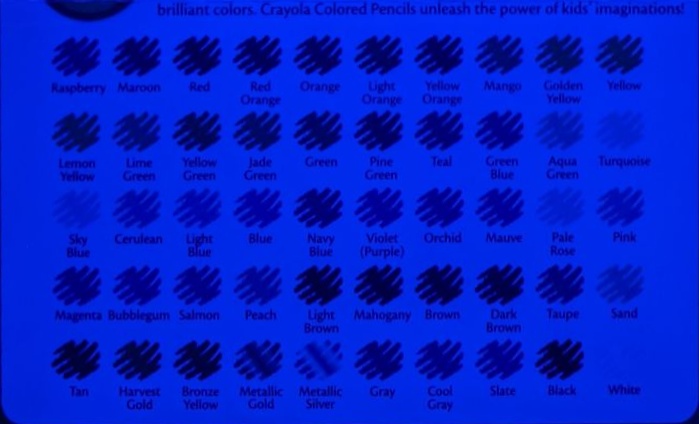 brilliant colors. Crayola Colored Pencils unleash the power of kids' imaginations!
Raspberry Maroon Red Red Orange Orange Light Orange Yellow Orange Mango Golden Yellow Yellow
Lemon Yellow Lime Green Yellow Green Jade Green Green Pine Green Teal Green Blue Aqua Green Turquoise
Sky Blue Cerulean Light Blue Blue Navy Blue Violet (Purple) Orchid Mauve Pale Rose Pink
Magenta Bubblegum Salmon Peach Light Brown Mahogany Brown Dark Brown Taupe Sand
Tan Harvest Gold Bronze Yellow Metallic Gold Metallic Silver Gray Cool Gray Slate Black White